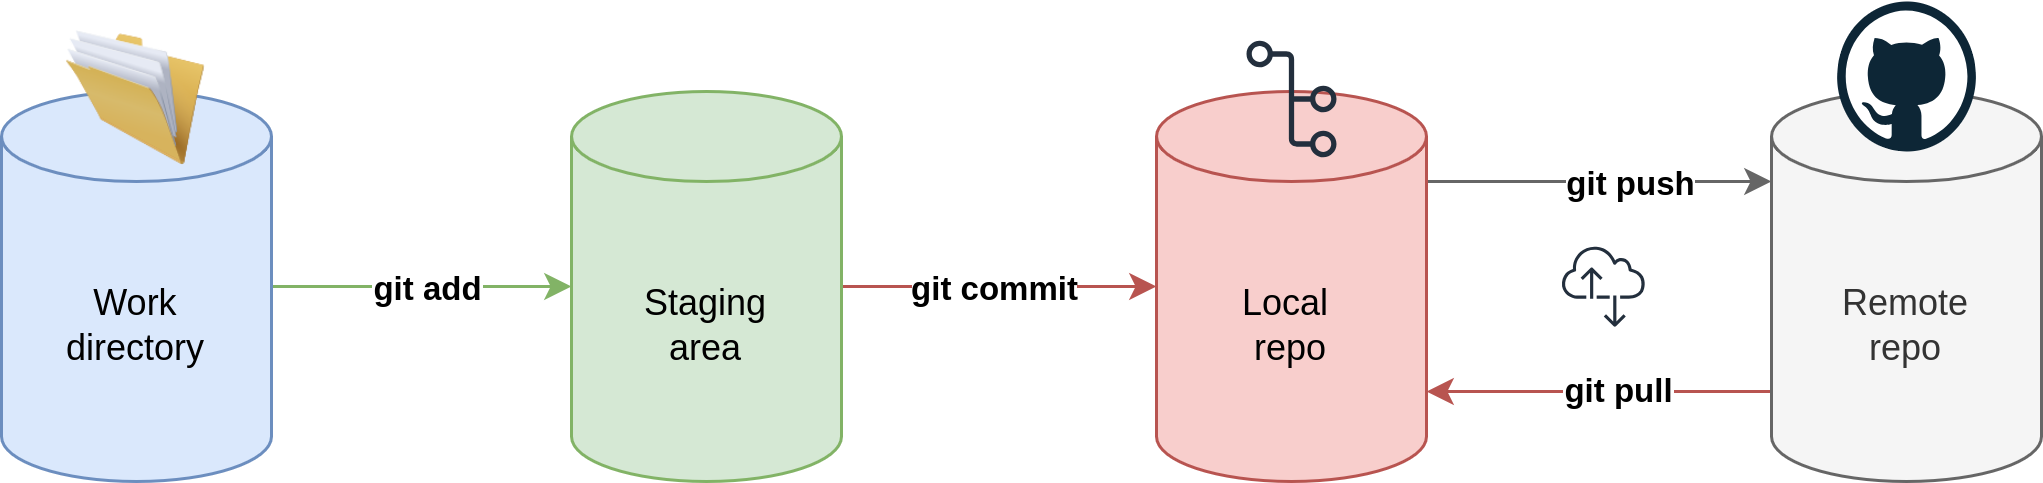 Work
directory
git add
Staging
area
git commit
Local
repo
git push
git pull
Remote
repo